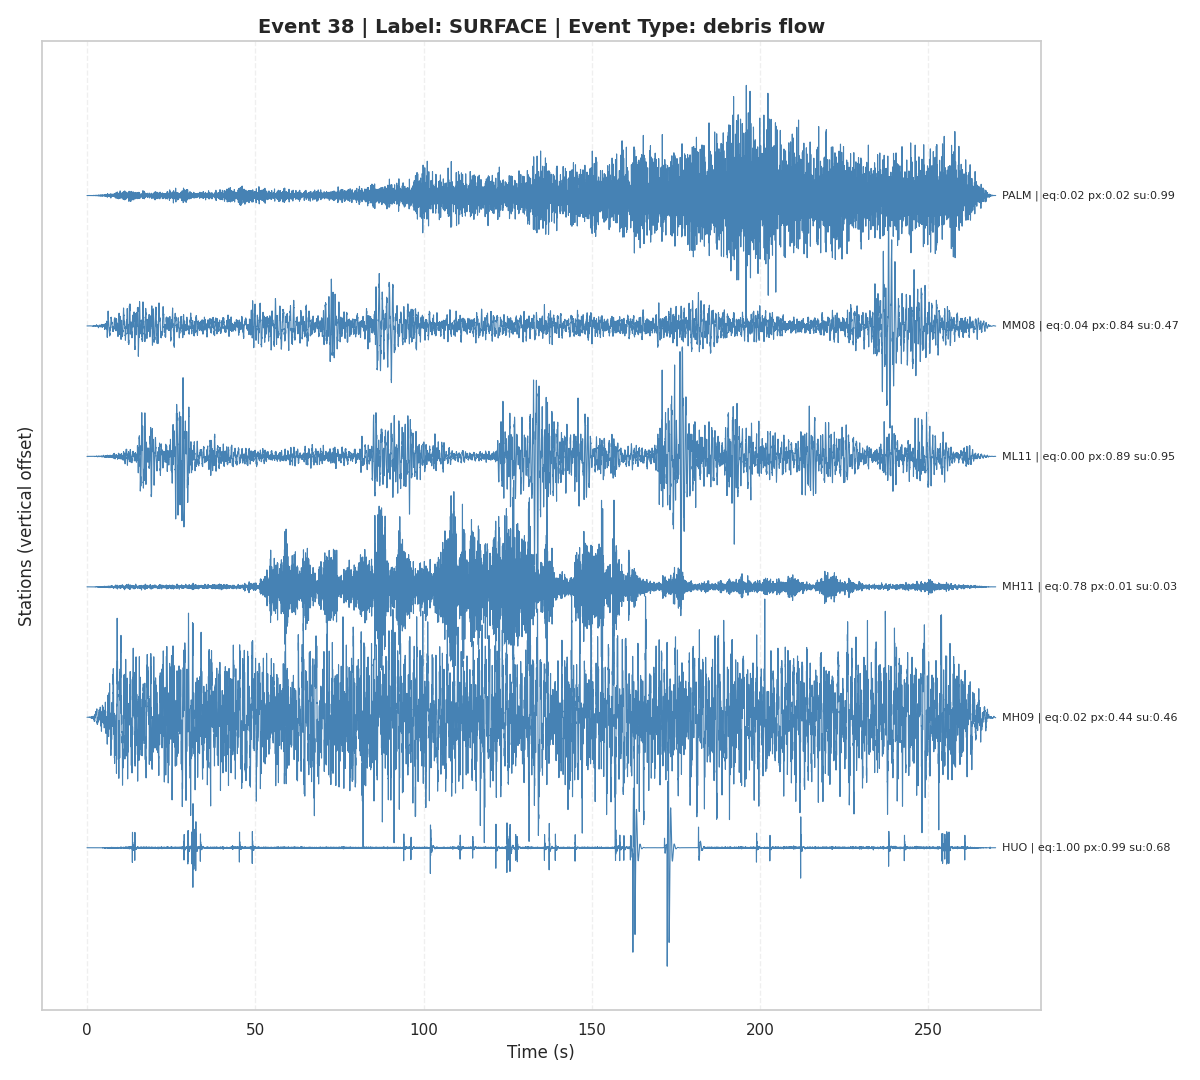 Event 38 | Label: SURFACE | Event Type: debris flow
Stations (vertical offset)
PALM | eq:0.02 px:0.02 su:0.99
MM08 | eq:0.04 px:0.84 su:0.47
ML11 | eq:0.00 px:0.89 su:0.95
MH11 | eq:0.78 px:0.01 su:0.03
MH09 | eq:0.02 px:0.44 su:0.46
HUO | eq:1.00 px:0.99 su:0.68
0 50 100 150 200 250
Time (s)